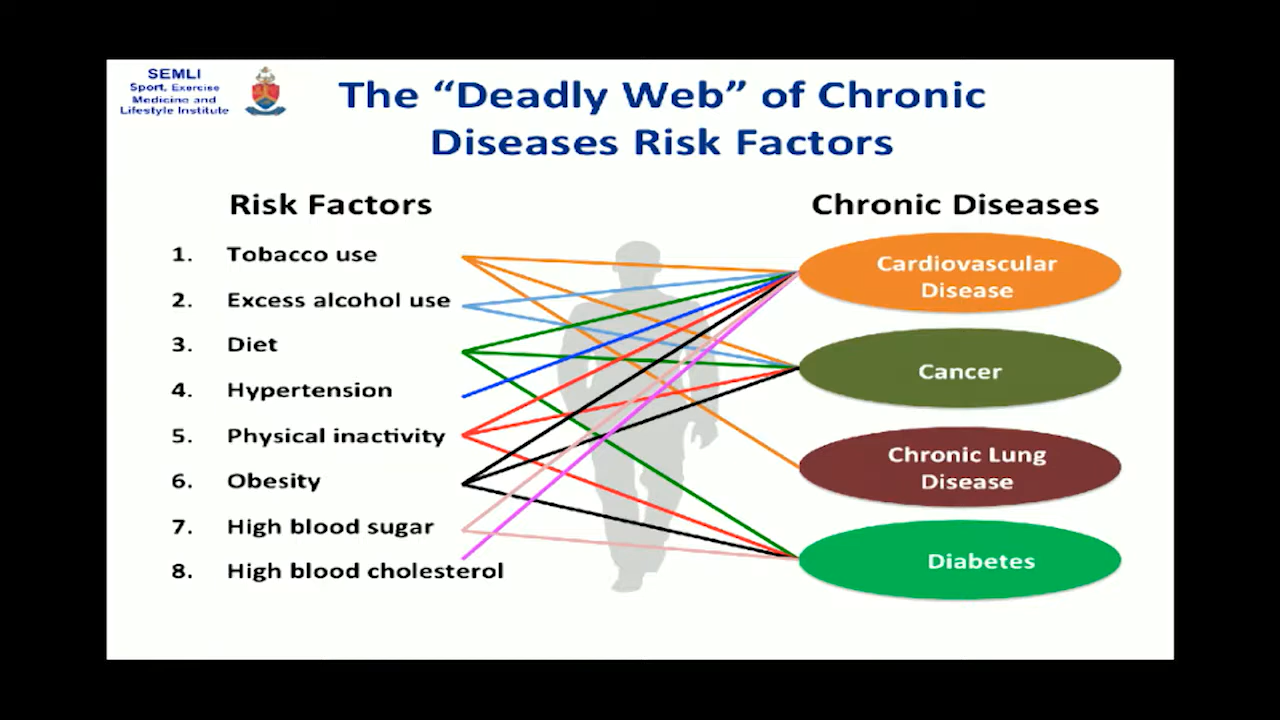 SEMLI
Sport, Exercise
Medicine and
Lifestyle Institute
The “Deadly Web” of Chronic
Diseases Risk Factors
Risk Factors
1. Tobacco use
2. Excess alcohol use
3. Diet
4. Hypertension
5. Physical inactivity
6. Obesity
7. High blood sugar
8. High blood cholesterol
Chronic Diseases
Cardiovascular
Disease
Cancer
Chronic Lung
Disease
Diabetes